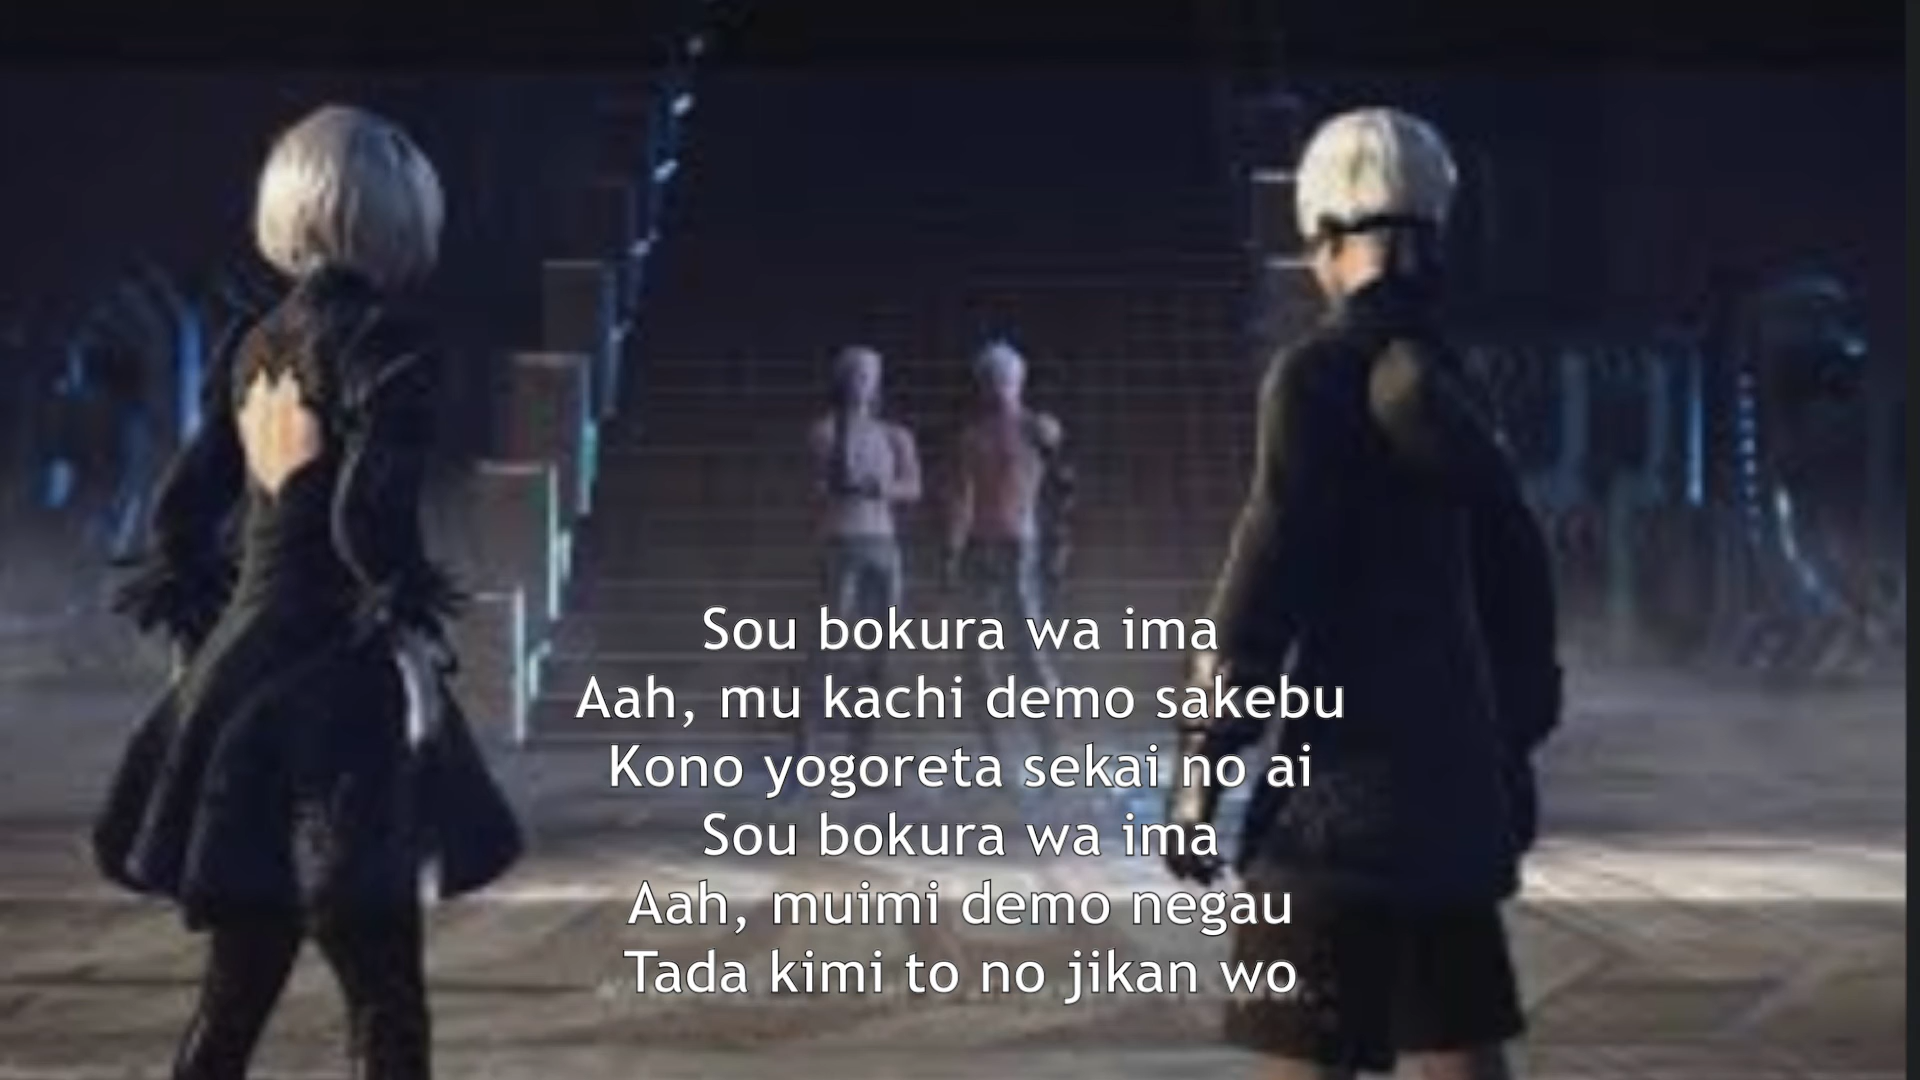 Sou bokura wa ima
Aah, mu kachi demo sakebu
Kono yogoreta sekai no ai
Sou bokura wa ima
Aah, muimi demo negau
Tada kimi to no jikan wo